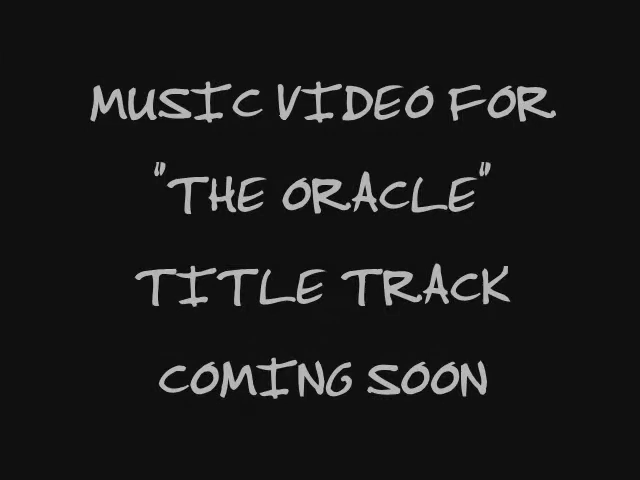 MUSIC VIDEO FOR
"THE ORACLE"
TITLE TRACK
COMING SOON